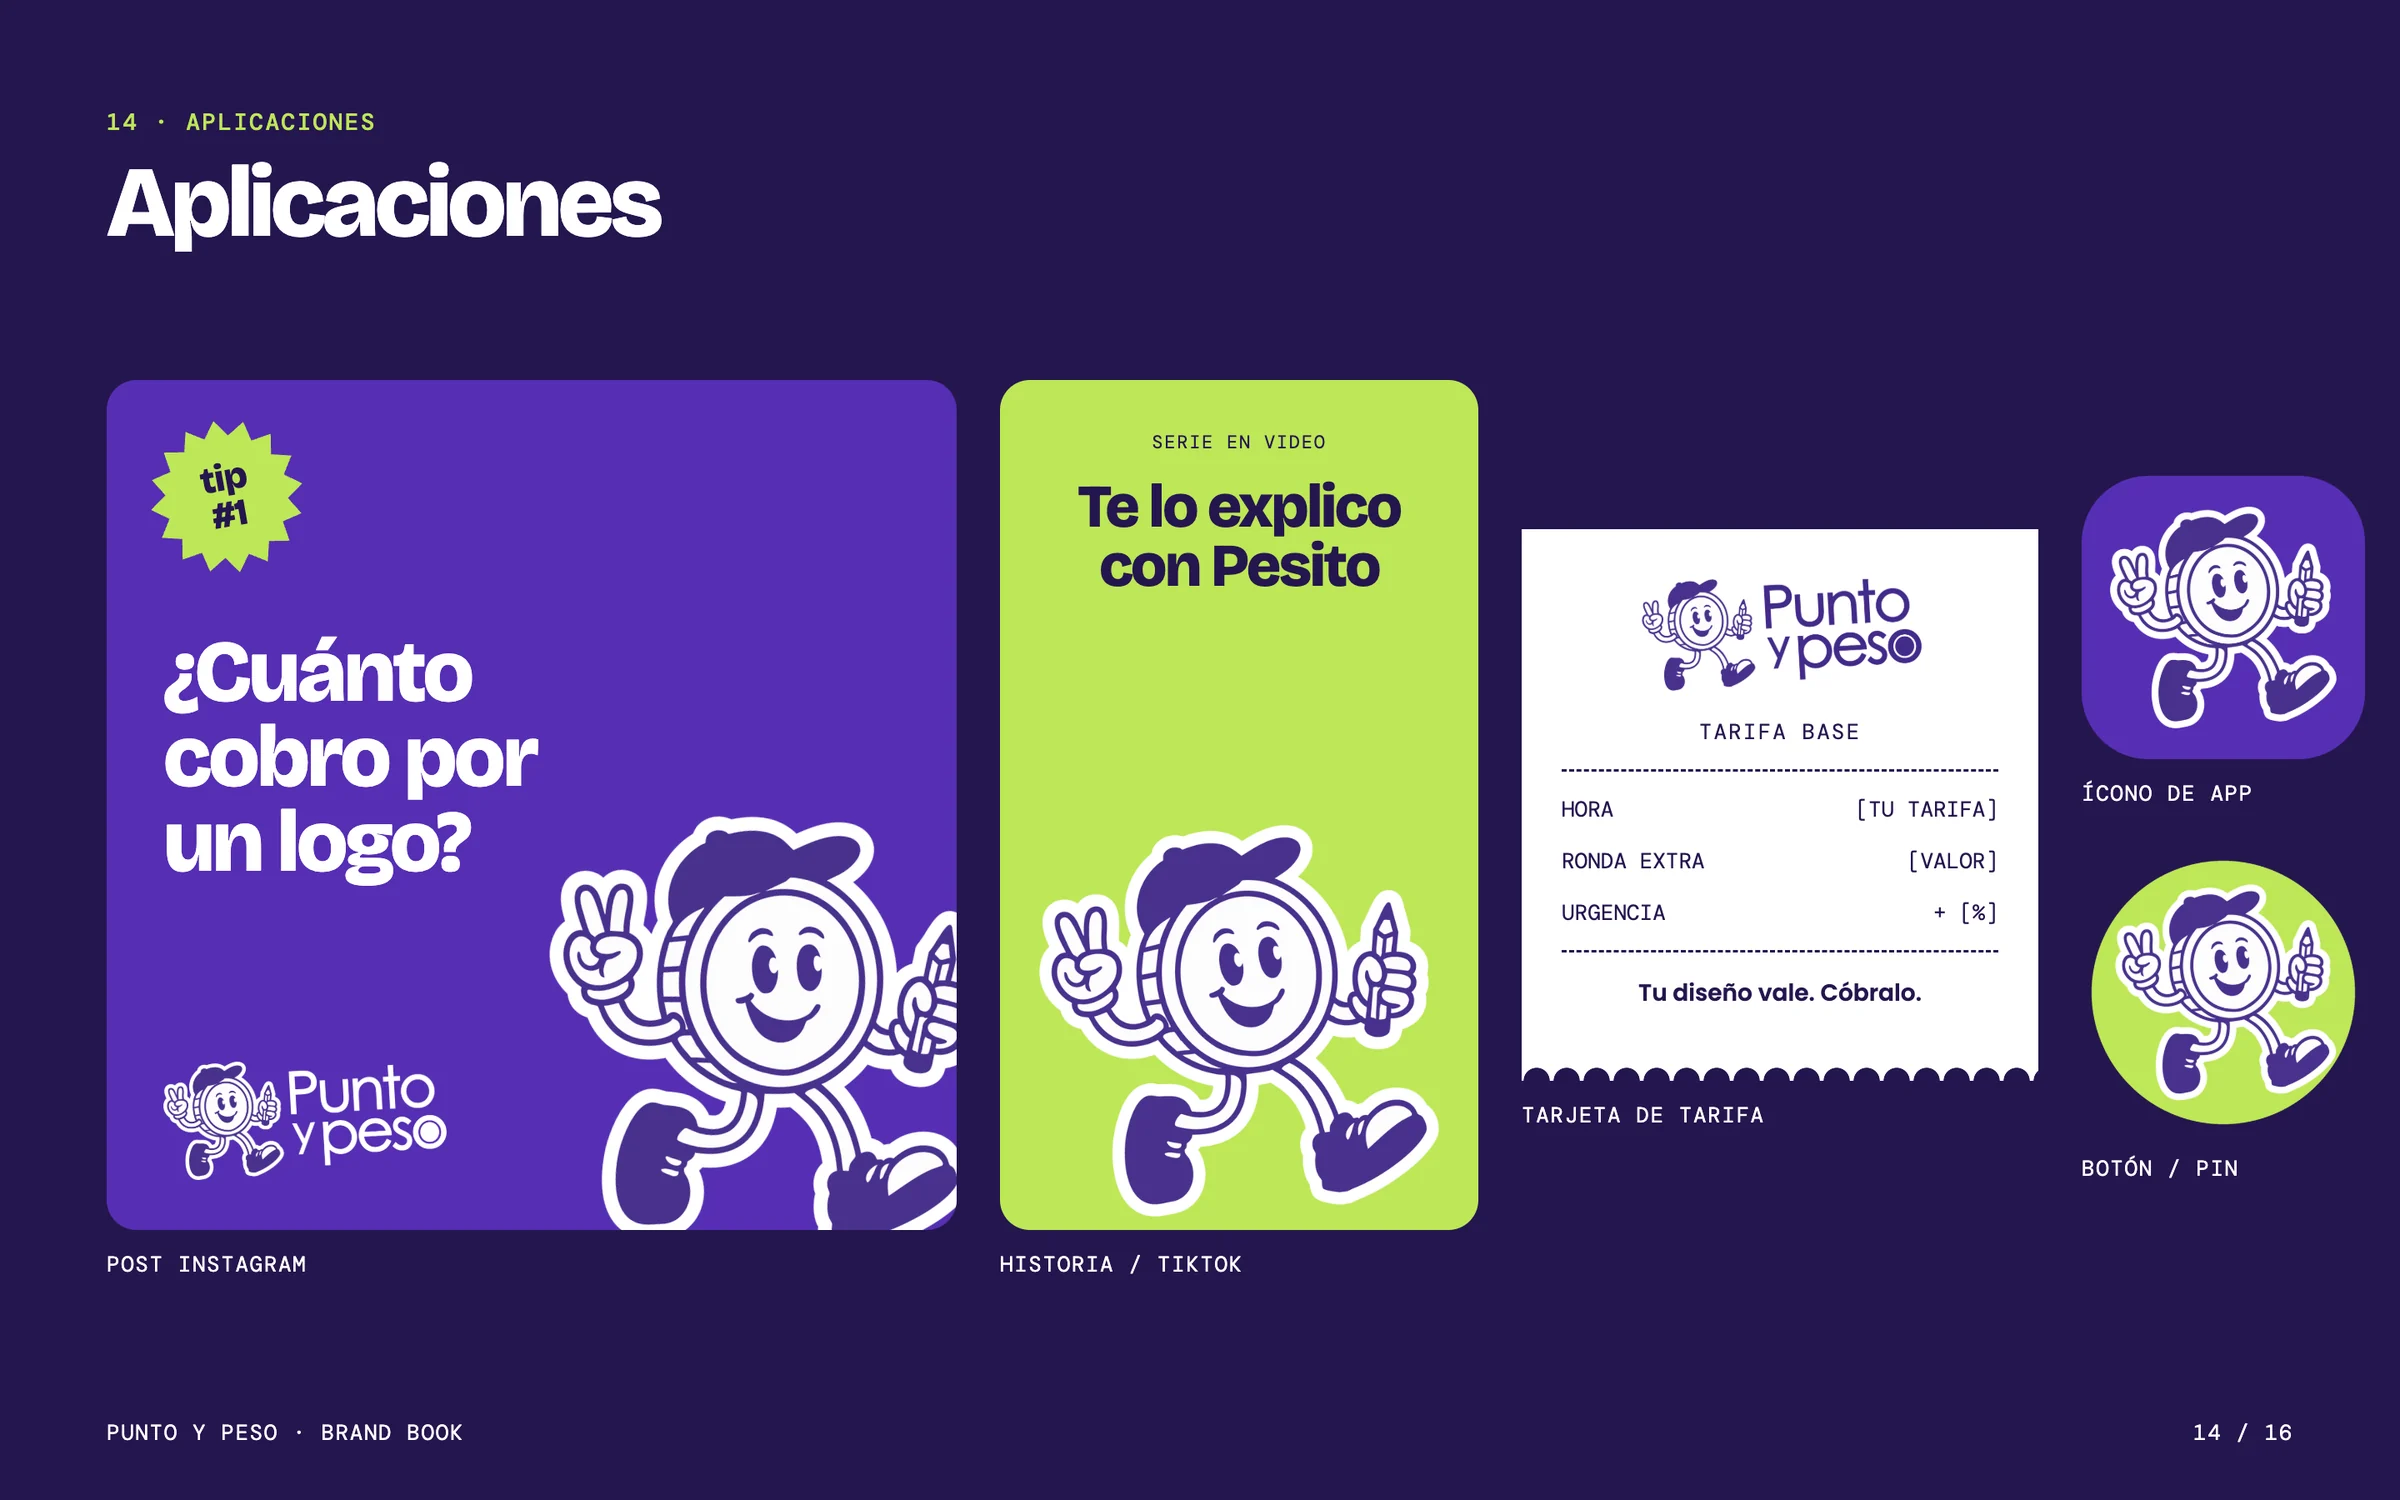 14 · APLICACIONES
Aplicaciones
tip
#1
¿Cuánto
cobro por
un logo?
Punto
y peso
POST INSTAGRAM
SERIE EN VIDEO
Te lo explico
con Pesito
HISTORIA / TIKTOK
Punto
y peso
TARIFA BASE
HORA [TU TARIFA]
RONDA EXTRA [VALOR]
URGENCIA + [%]
Tu diseño vale. Cóbralo.
TARJETA DE TARIFA
ÍCONO DE APP
BOTÓN / PIN
PUNTO Y PESO · BRAND BOOK
14 / 16